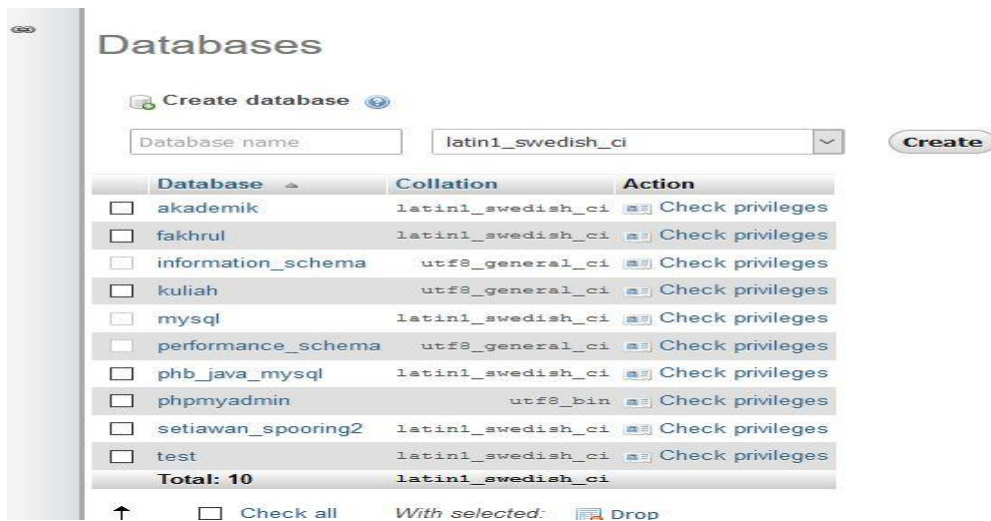 Databases
Create database
Database name latin1_swedish_ci Create
Database Collation Action
akademik latin1_swedish_ci Check privileges
fakhrul latin1_swedish_ci Check privileges
information_schema utf8_general_ci Check privileges
kuliah utf8_general_ci Check privileges
mysql latin1_swedish_ci Check privileges
performance_schema utf8_general_ci Check privileges
phb_java_mysql latin1_swedish_ci Check privileges
phpmyadmin utf8_bin Check privileges
setiawan_spooring2 latin1_swedish_ci Check privileges
test latin1_swedish_ci Check privileges
Total: 10 latin1_swedish_ci
Check all With selected: Drop